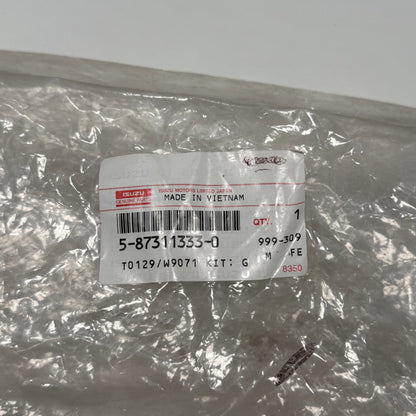 ISUZU
GENUINE PARTS
ISUZU MOTORS LIMITED JAPAN
MADE IN VIETNAM
QTY. 1
5-87311333-0
999-309
T0129/W9071 KIT: G
M
FE
8350